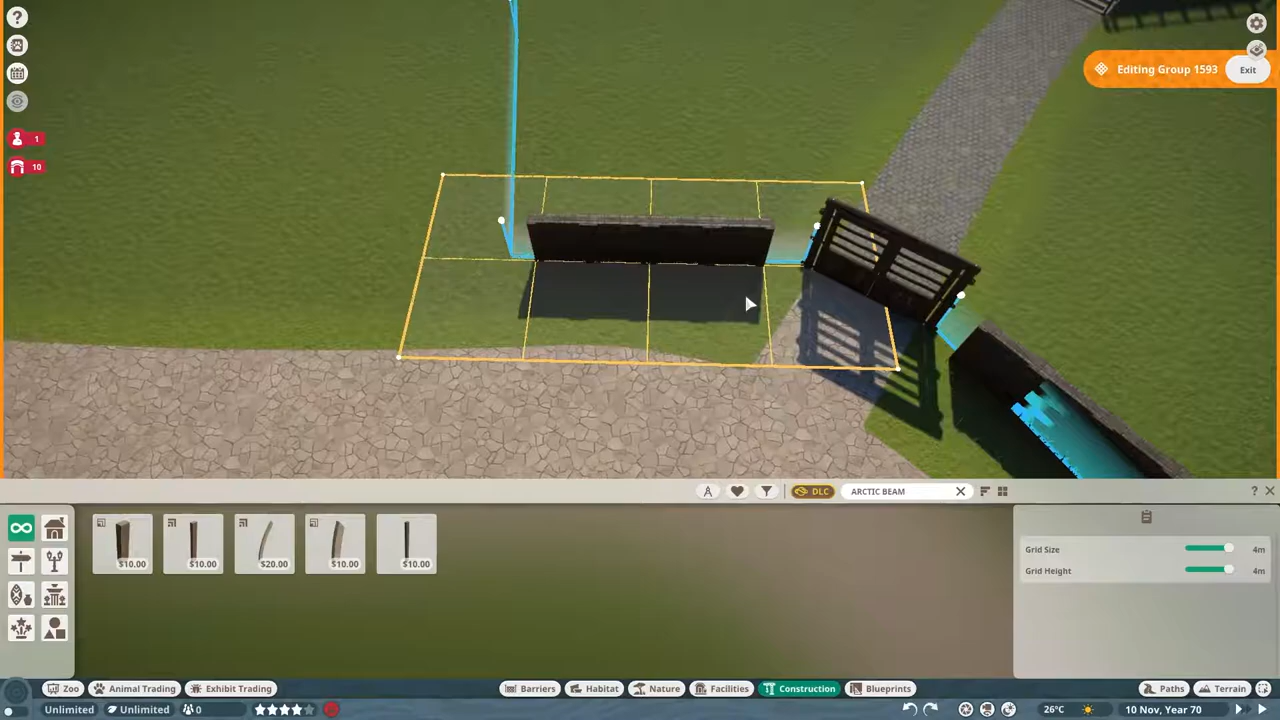 ?
Editing Group 1593
Exit
1
10
DLC
ARCTIC BEAM
?
$10.00
$10.00
$20.00
$10.00
$10.00
Grid Size
4m
Grid Height
4m
Zoo
Animal Trading
Exhibit Trading
Barriers
Habitat
Nature
Facilities
Construction
Blueprints
Paths
Terrain
Unlimited
Unlimited
0
26°C
10 Nov, Year 70